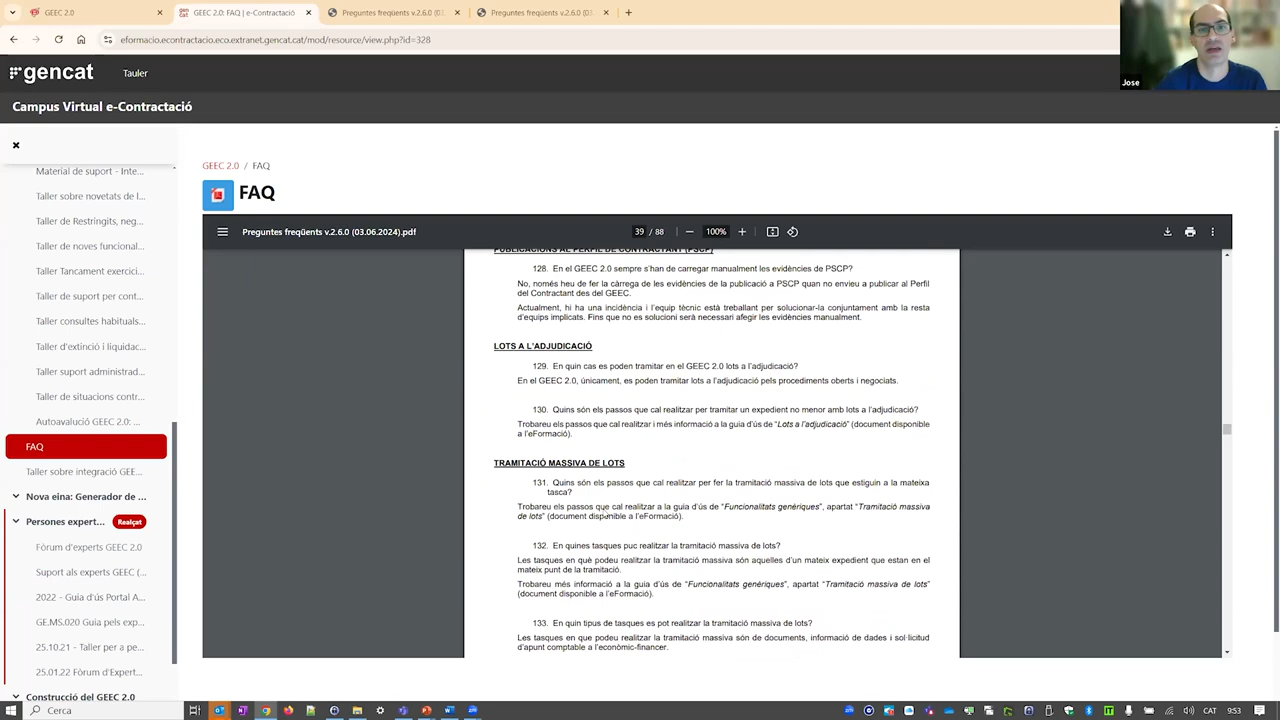 GEEC 2.0
GEEC 2.0: FAQ | e-Contractació
Preguntes freqüents v.2.6.0 (03
Preguntes freqüents v.2.6.0 (03
eformacio.econtractacio.eco.extranet.gencat.cat/mod/resource/view.php?id=328
gencat Taller
Jose
Campus Virtual e-Contractació
GEEC 2.0 / FAQ
FAQ
Material de suport - Inte...
Taller sobre novetats de l...
Taller de Restringits, neg...
Taller de noves funcional...
Taller Tancament exercici...
Taller de suport per cont...
Taller consultes habituals...
Taller d'extinció i liquidac...
Taller suport administrad...
Taller de situacions contr...
Autoavalució GEEC 2.0: ...
FAQ
Taller sobre integració GEE...
Nova eina: Generador de ...
Persones expert... Realçat
Fòrum d'experts GEEC 2.0
Suport als experts GEEC (...
2022 - Guia d'ús Portal A...
GE.MS.020 Guia pels exp...
25.10.21 - Taller per a pe...
25.01.22 Fòrum d'Expert...
Construcció del GEEC 2.0
Preguntes freqüents v.2.6.0 (03.06.2024).pdf
39 / 88
100%
PUBLICACIONS AL PERFIL DE CONTRACTANT (PSCP)
128. En el GEEC 2.0 sempre s'han de carregar manualment les evidències de PSCP?
No, només heu de fer la càrrega de les evidències de la publicació a PSCP quan no envieu a publicar al Perfil
del Contractant des del GEEC.
Actualment, hi ha una incidència i l'equip tècnic està treballant per solucionar-la conjuntament amb la resta
d'equips implicats. Fins que no es solucioni serà necessari afegir les evidències manualment.
LOTS A L'ADJUDICACIÓ
129. En quin cas es poden tramitar en el GEEC 2.0 lots a l'adjudicació?
En el GEEC 2.0, únicament, es poden tramitar lots a l'adjudicació pels procediments oberts i negociats.
130. Quins són els passos que cal realitzar per tramitar un expedient no menor amb lots a l'adjudicació?
Trobareu els passos que cal realitzar i més informació a la guia d'ús de "Lots a l'adjudicació" (document disponible
a l'eFormació).
TRAMITACIÓ MASSIVA DE LOTS
131. Quins són els passos que cal realitzar per fer la tramitació massiva de lots que estiguin a la mateixa
tasca?
Trobareu els passos que cal realitzar a la guia d'ús de "Funcionalitats genèriques", apartat "Tramitació massiva
de lots" (document disponible a l'eFormació).
132. En quines tasques puc realitzar la tramitació massiva de lots?
Les tasques en què podeu realitzar la tramitació massiva són aquelles d'un mateix expedient que estan en el
mateix punt de la tramitació.
Trobareu més informació a la guia d'ús de "Funcionalitats genèriques", apartat "Tramitació massiva de lots"
(document disponible a l'eFormació).
133. En quin tipus de tasques es pot realitzar la tramitació massiva de lots?
Les tasques en que podeu realitzar la tramitació massiva són de documents, informació de dades i sol·licitud
d'apunt comptable a l'econòmic-financer.
Cerca
CAT 9:53